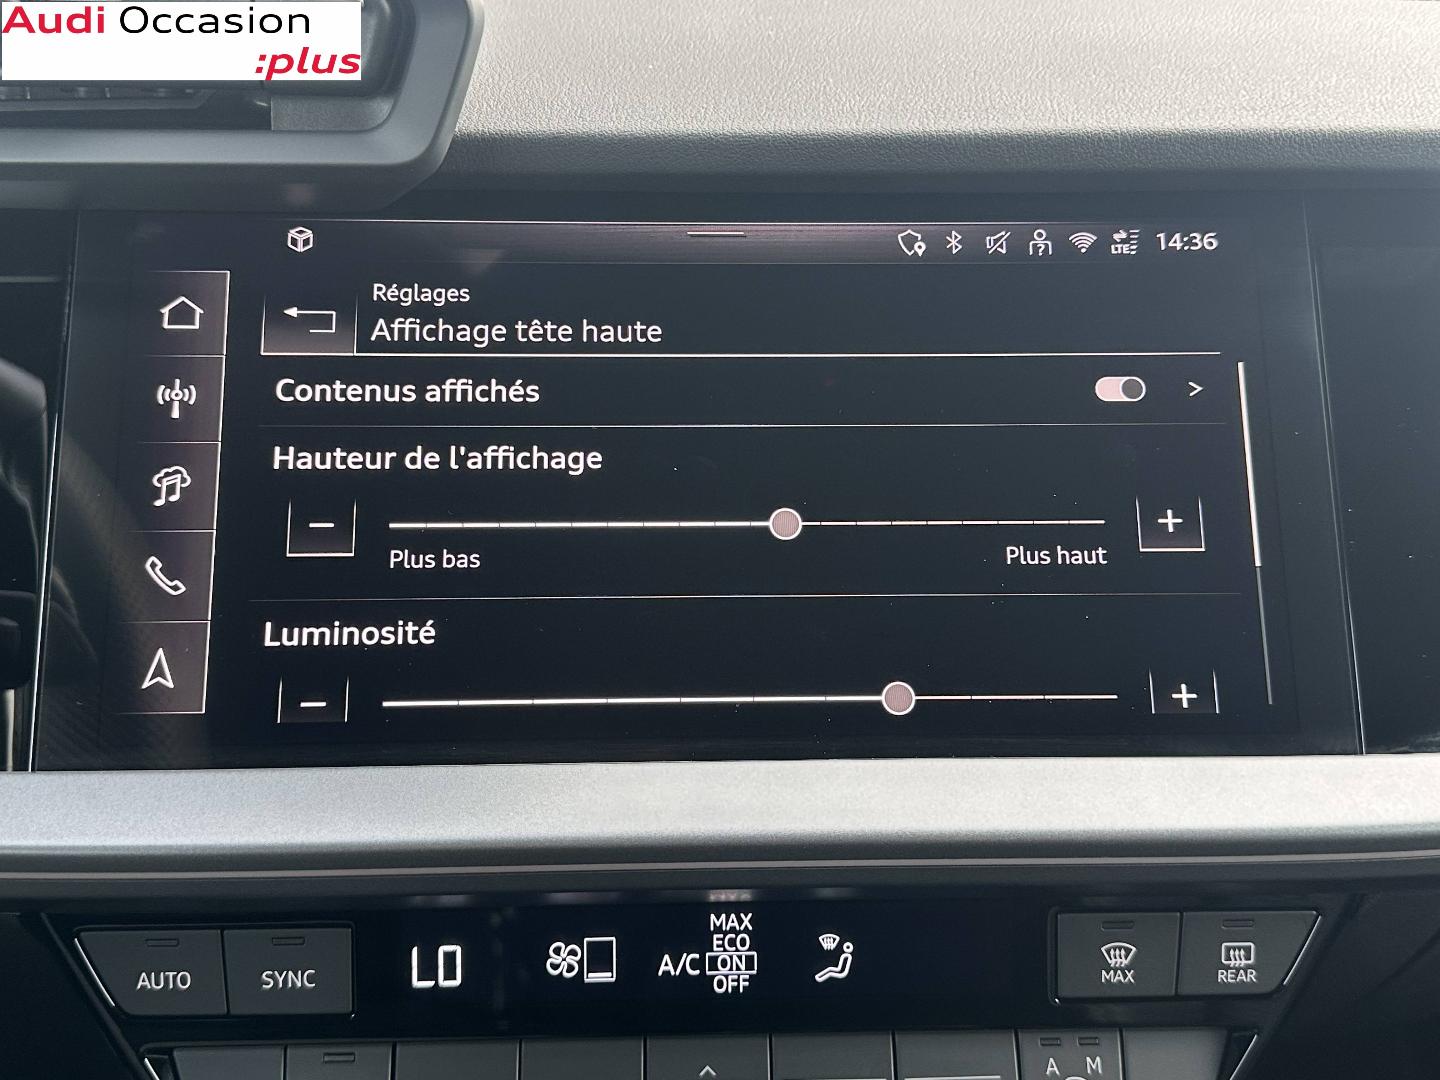 Audi Occasion
:plus
14:36
LTE
Réglages
Affichage tête haute
Contenus affichés
Hauteur de l'affichage
Plus bas
Plus haut
Luminosité
AUTO
SYNC
LO
A/C
MAX
ECO
ON
OFF
MAX
REAR
A
M